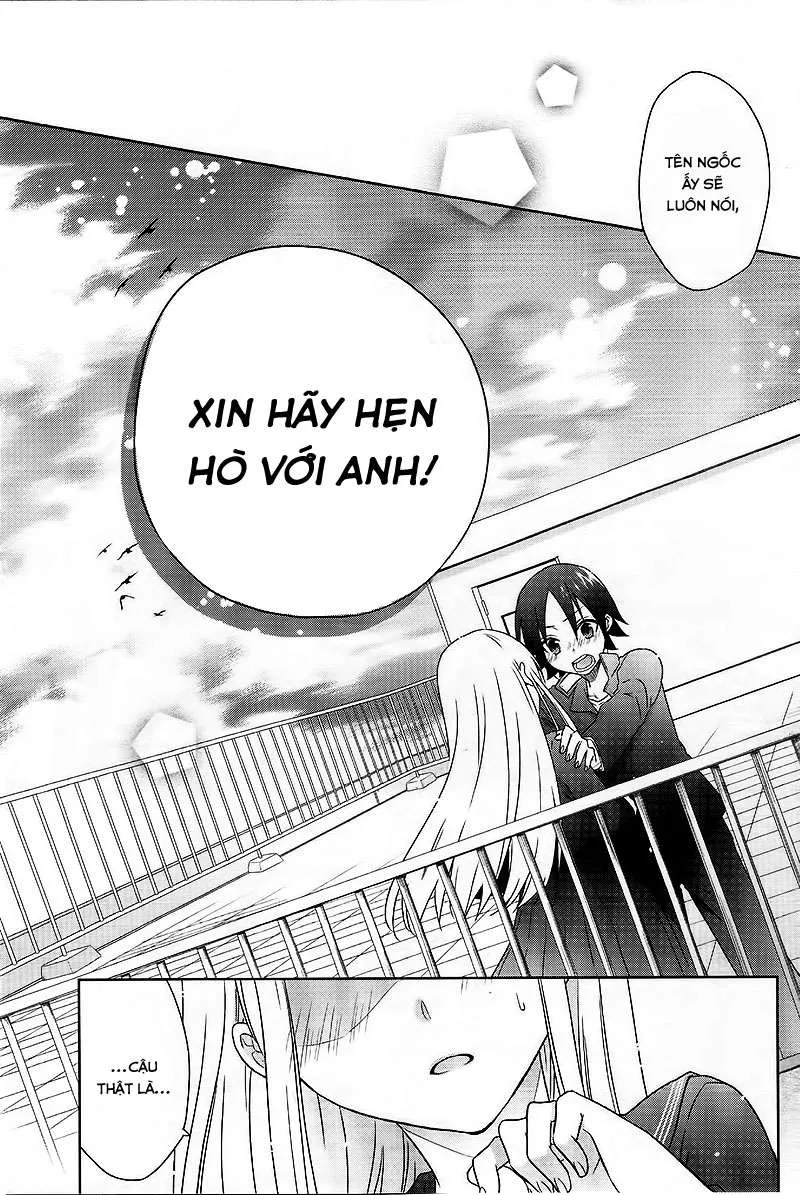 TÊN NGỐC
ẤY SẼ
LUÔN NÓI,
XIN HÃY HẸN
HÒ VỚI ANH!
...CẬU
THẬT LÀ...